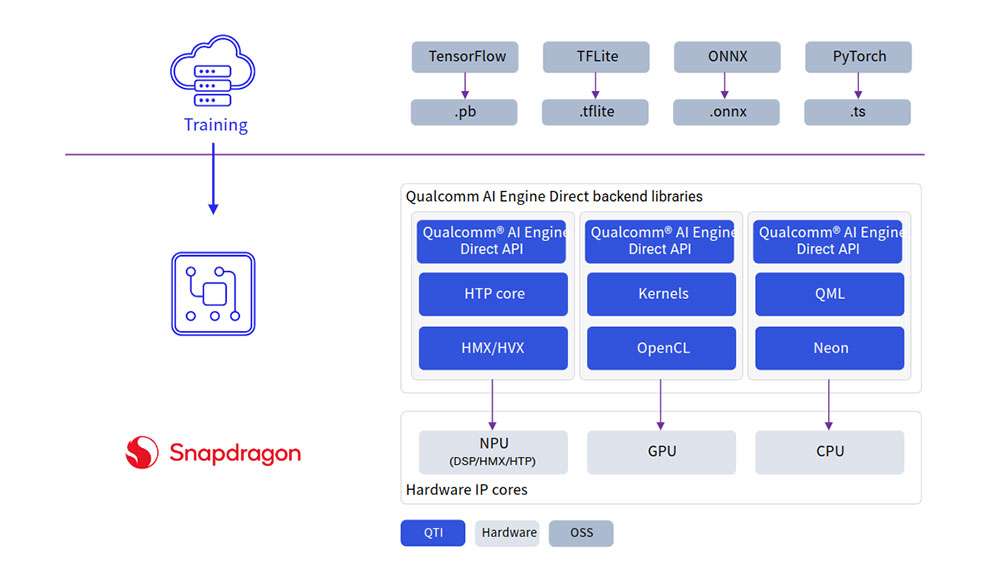 TensorFlow
TFLite
ONNX
PyTorch
.pb
.tflite
.onnx
.ts
Training
Qualcomm AI Engine Direct backend libraries
Qualcomm® AI Engine
Direct API
Qualcomm® AI Engine
Direct API
Qualcomm® AI Engine
Direct API
HTP core
Kernels
QML
HMX/HVX
OpenCL
Neon
Snapdragon
NPU
(DSP/HMX/HTP)
GPU
CPU
Hardware IP cores
QTI
Hardware
OSS